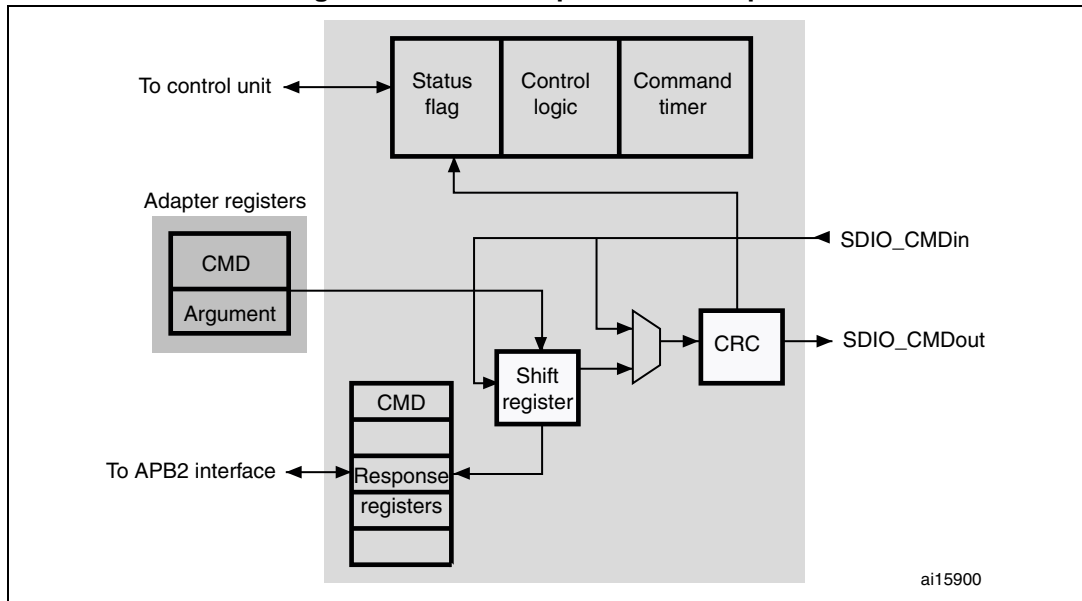 To control unit
Status
flag
Control
logic
Command
timer
Adapter registers
CMD
Argument
SDIO_CMDin
CRC
SDIO_CMDout
Shift
register
CMD
To APB2 interface
Response
registers
ai15900